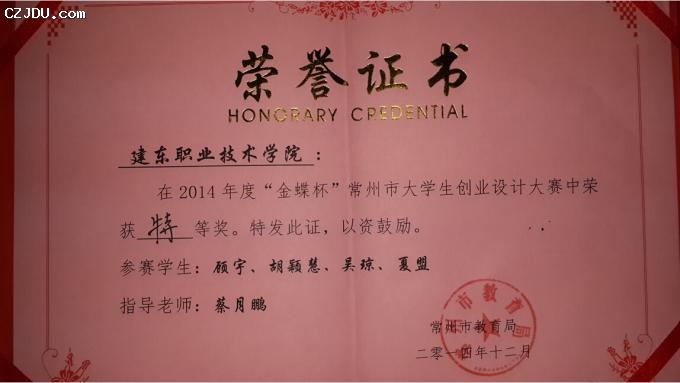 CZJDU.COM
荣誉证书
HONORARY CREDENTIAL
建东职业技术学院：
在2014年度“金蝶杯”常州市大学生创业设计大赛中荣
获特等奖。特发此证，以资鼓励。
参赛学生：顾宇、胡颖慧、吴琼、夏盟
指导老师：蔡月鹏
常州市教育局
常州市教育局
二零一四年十二月